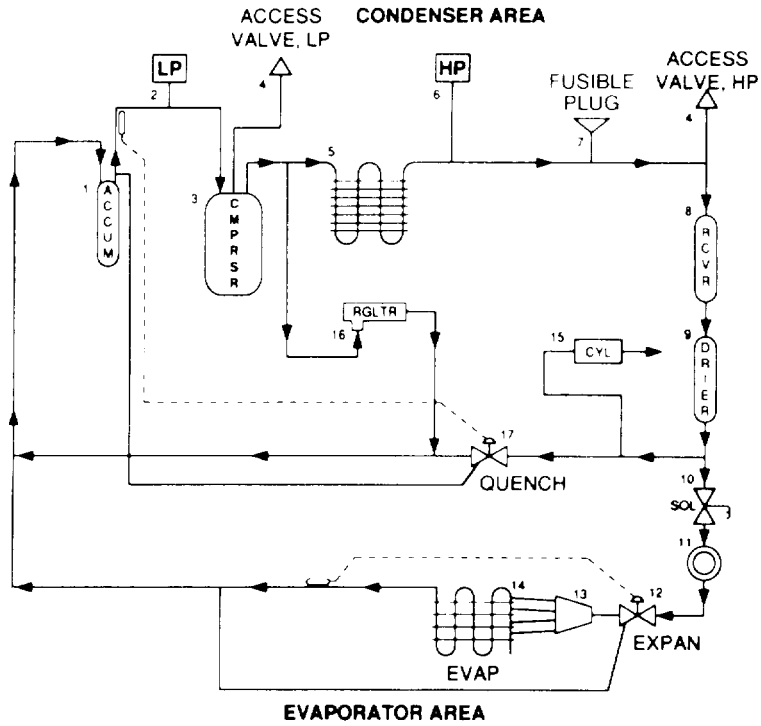 CONDENSER AREA
ACCESS
VALVE, LP
LP
2
4
HP
6
FUSIBLE
PLUG
7
ACCESS
VALVE, HP
4
1
ACCUM
3
CMPRSR
5
8
RCVR
RGLTR
16
15
CYL
9
DRIER
17
QUENCH
10
SOL
11
14
13
12
EVAP
EXPAN
EVAPORATOR AREA